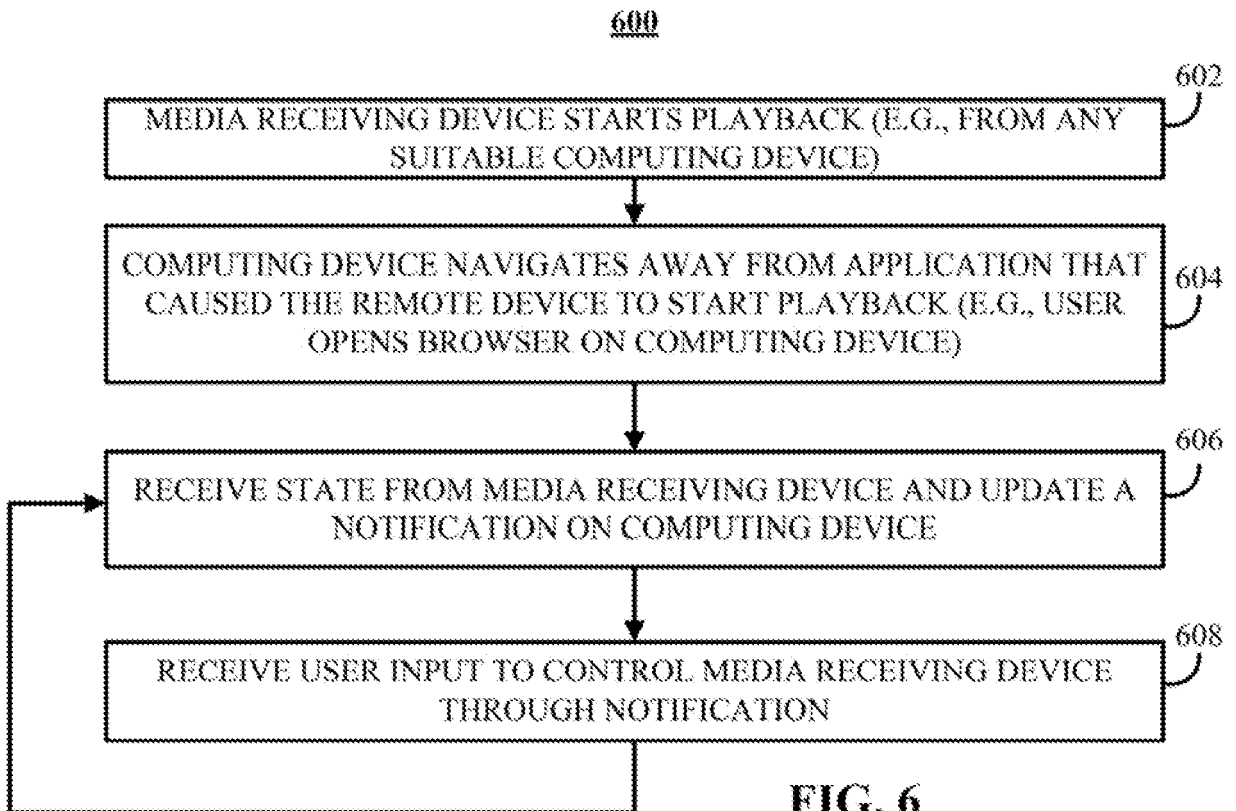 600
602
MEDIA RECEIVING DEVICE STARTS PLAYBACK (E.G., FROM ANY
SUITABLE COMPUTING DEVICE)
COMPUTING DEVICE NAVIGATES AWAY FROM APPLICATION THAT
CAUSED THE REMOTE DEVICE TO START PLAYBACK (E.G., USER
OPENS BROWSER ON COMPUTING DEVICE)
604
606
RECEIVE STATE FROM MEDIA RECEIVING DEVICE AND UPDATE A
NOTIFICATION ON COMPUTING DEVICE
608
RECEIVE USER INPUT TO CONTROL MEDIA RECEIVING DEVICE
THROUGH NOTIFICATION
FIG. 6